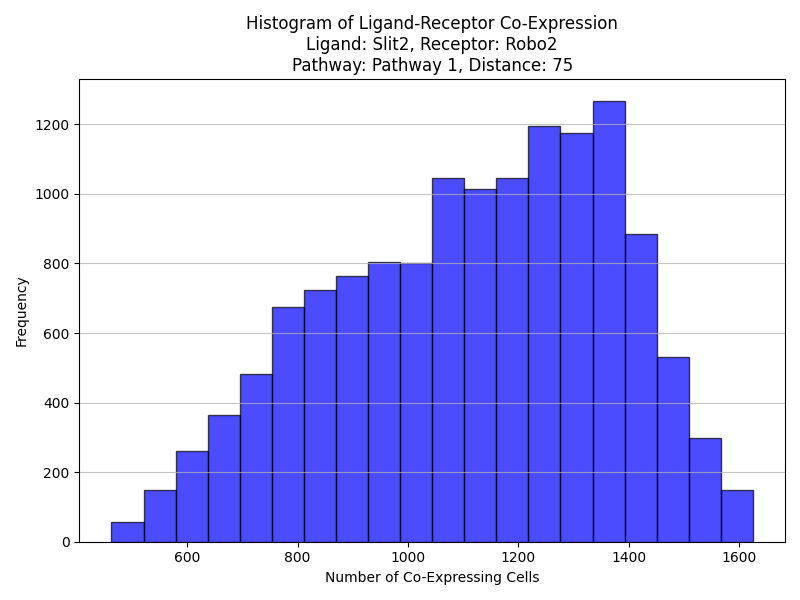 Histogram of Ligand-Receptor Co-Expression
Ligand: Slit2, Receptor: Robo2
Pathway: Pathway 1, Distance: 75
1200
1000
800
600
400
200
0
Frequency
600 800 1000 1200 1400 1600
Number of Co-Expressing Cells